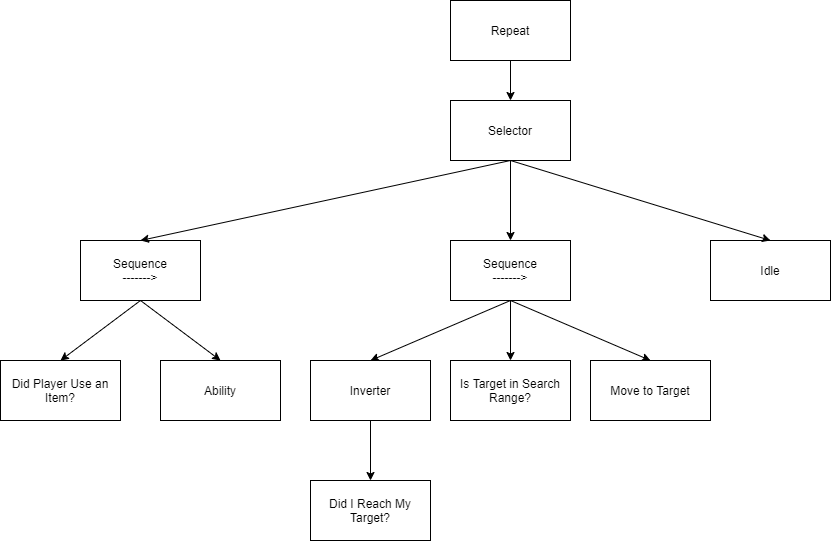 Repeat
Selector
Sequence
------->
Sequence
------->
Idle
Did Player Use an
Item?
Ability
Inverter
Is Target in Search
Range?
Move to Target
Did I Reach My
Target?